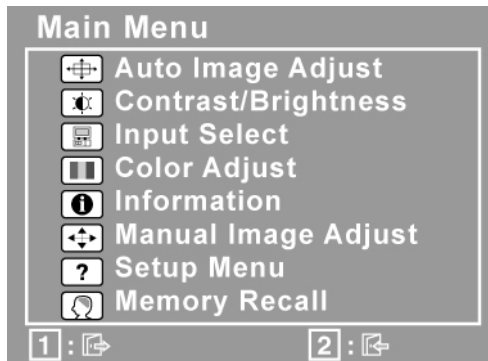 Main Menu
Auto Image Adjust
Contrast/Brightness
Input Select
Color Adjust
Information
Manual Image Adjust
? Setup Menu
Memory Recall
1 : 2 :